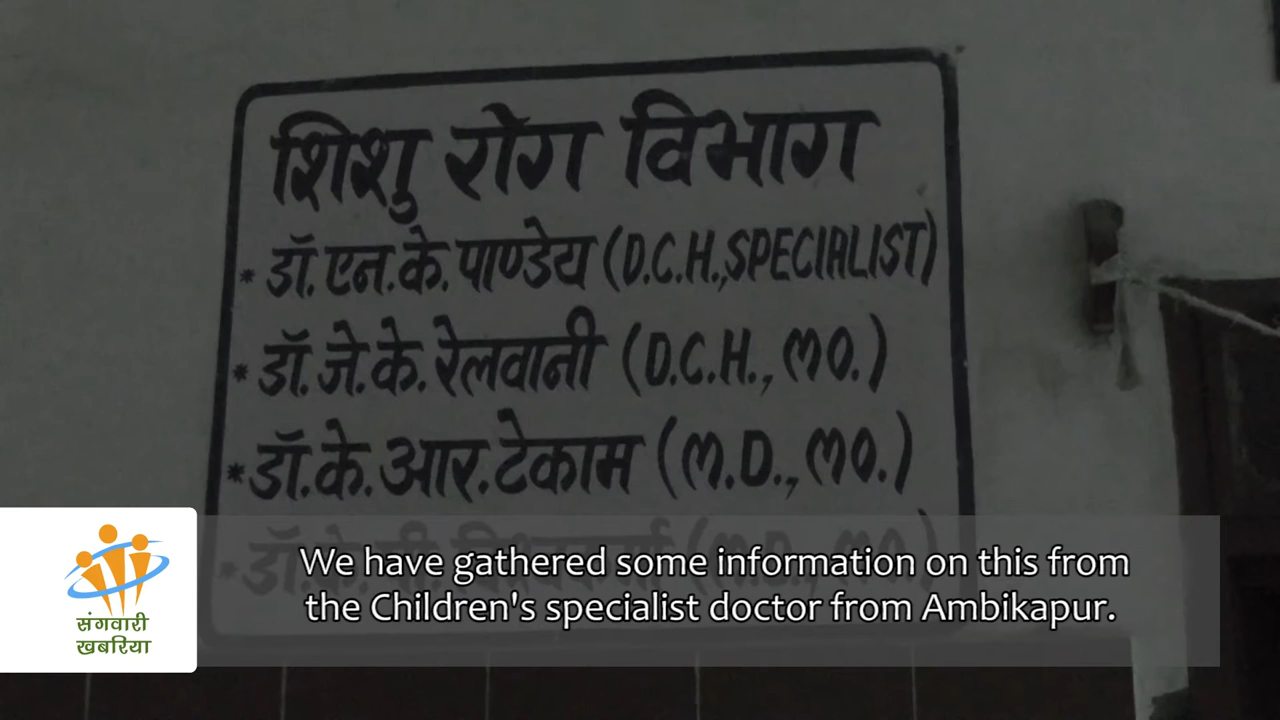 शिशु रोग विभाग
* डॉ. एन. के. पाण्डेय (D.C.H.,SPECIALIST)
* डॉ. जे. के. रेलवानी (D.C.H., MO.)
* डॉ. के. आर. टेकाम (M.D., MO.)
We have gathered some information on this from
the Children's specialist doctor from Ambikapur.
संगवारी
खबरिया